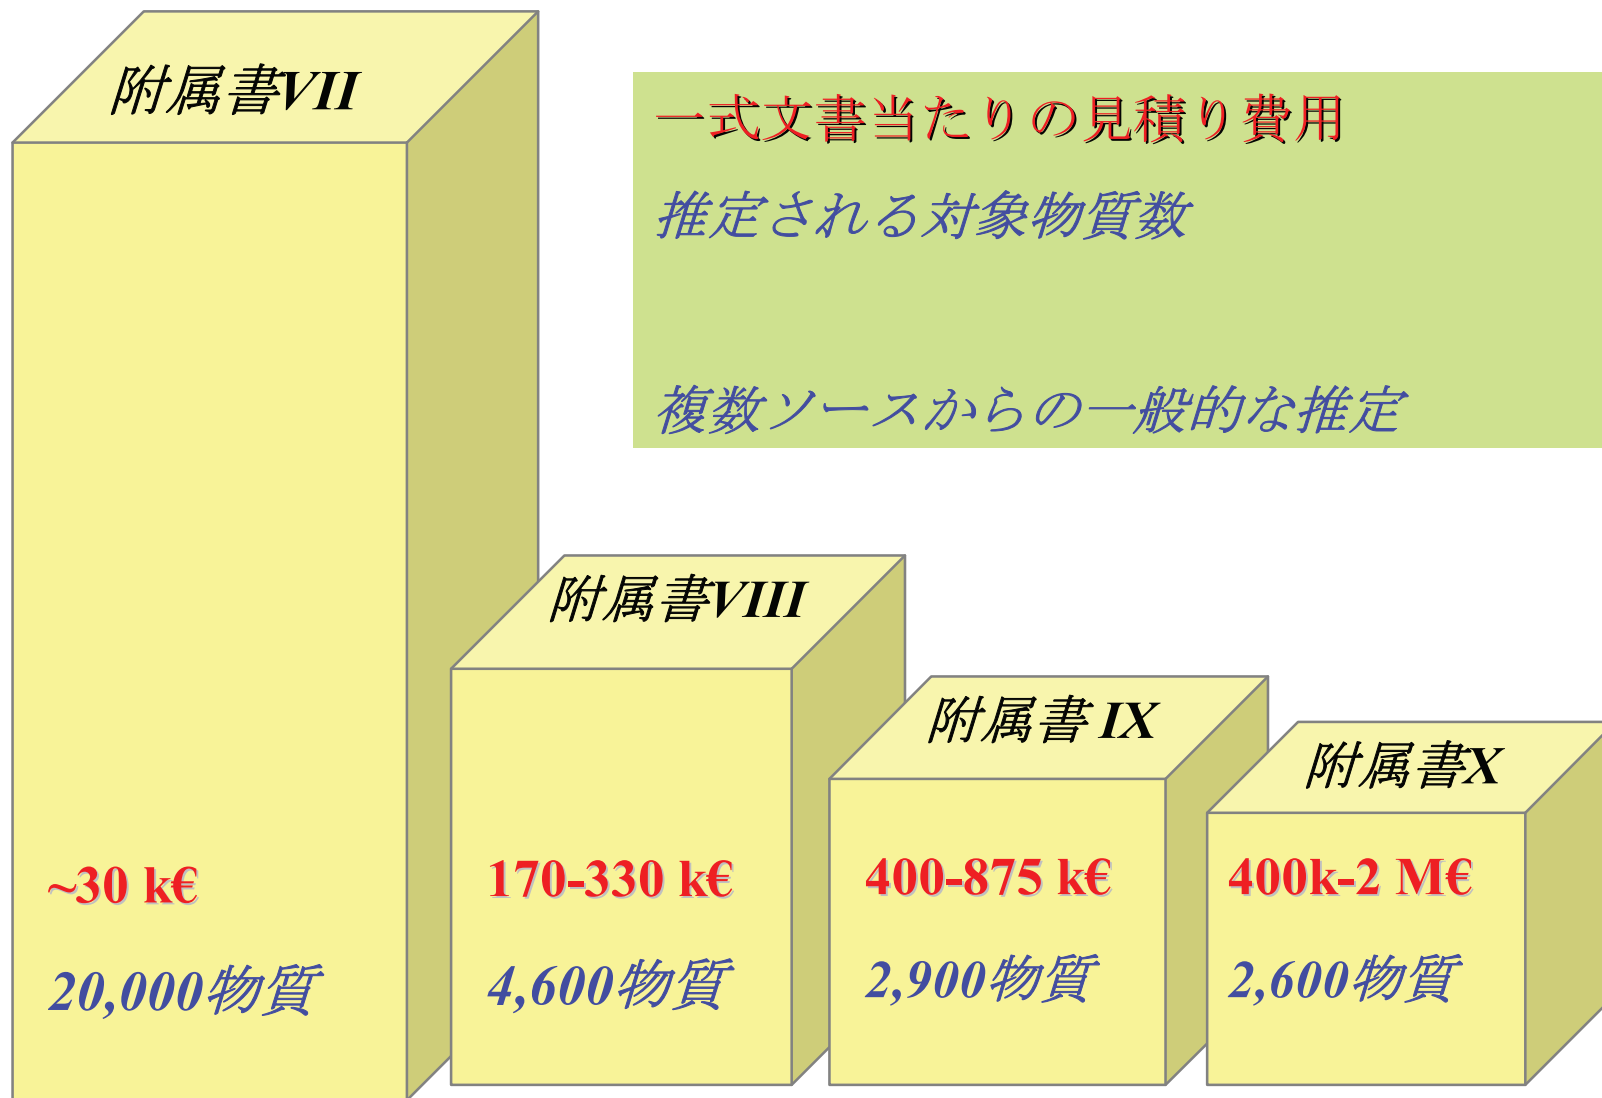 附属書VII
一式文書当たりの見積り費用
推定される対象物質数
複数ソースからの一般的な推定
附属書VIII
附属書 IX
附属書X
~30 k€
20,000物質
170-330 k€
4,600物質
400-875 k€
2,900物質
400k-2 M€
2,600物質